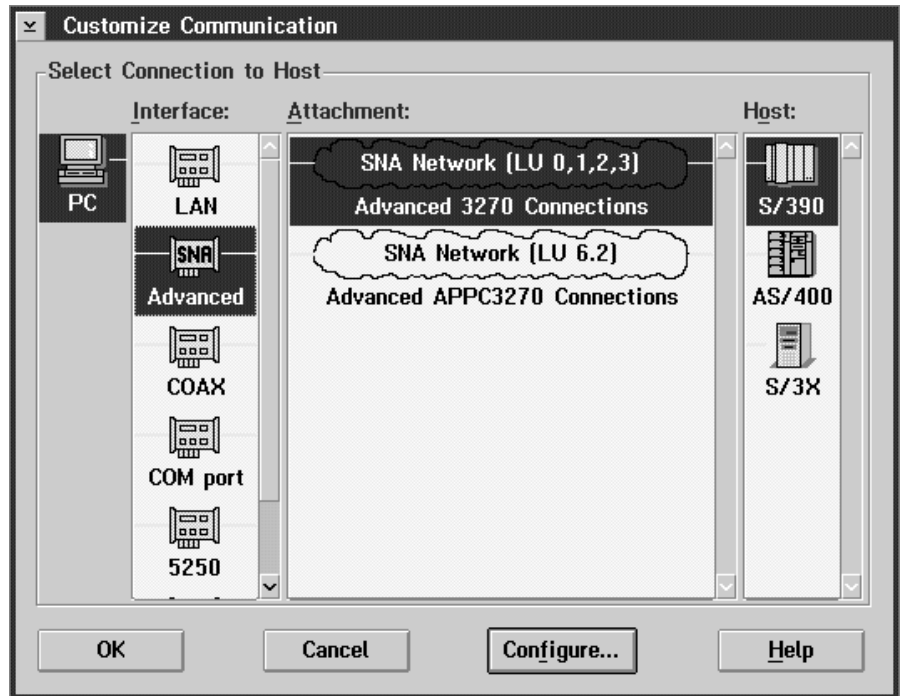 Customize Communication
Select Connection to Host
Interface:
Attachment:
Host:
PC
LAN
SNA
Advanced
COAX
COM port
5250
SNA Network (LU 0,1,2,3)
Advanced 3270 Connections
SNA Network (LU 6.2)
Advanced APPC3270 Connections
S/390
AS/400
S/3X
OK
Cancel
Configure...
Help